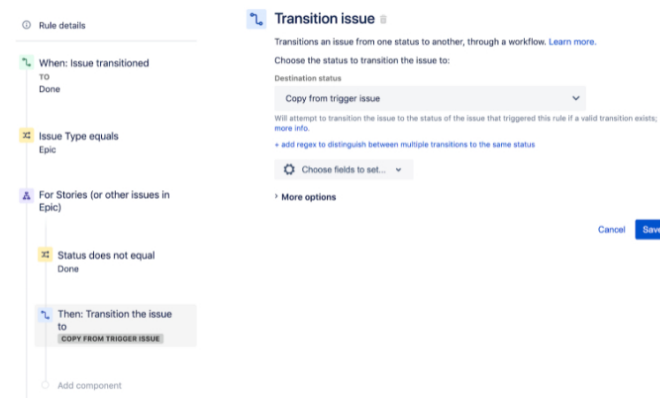 Rule details
When: Issue transitioned
TO
Done
Issue Type equals
Epic
For Stories (or other issues in
Epic)
Status does not equal
Done
Then: Transition the issue
to
COPY FROM TRIGGER ISSUE
Add component
Transition issue
Transitions an issue from one status to another, through a workflow. Learn more.
Choose the status to transition the issue to:
Destination status
Copy from trigger issue
Will attempt to transition the issue to the status of the issue that triggered this rule if a valid transition exists;
more info.
+ add regex to distinguish between multiple transitions to the same status
Choose fields to set...
More options
Cancel
Save